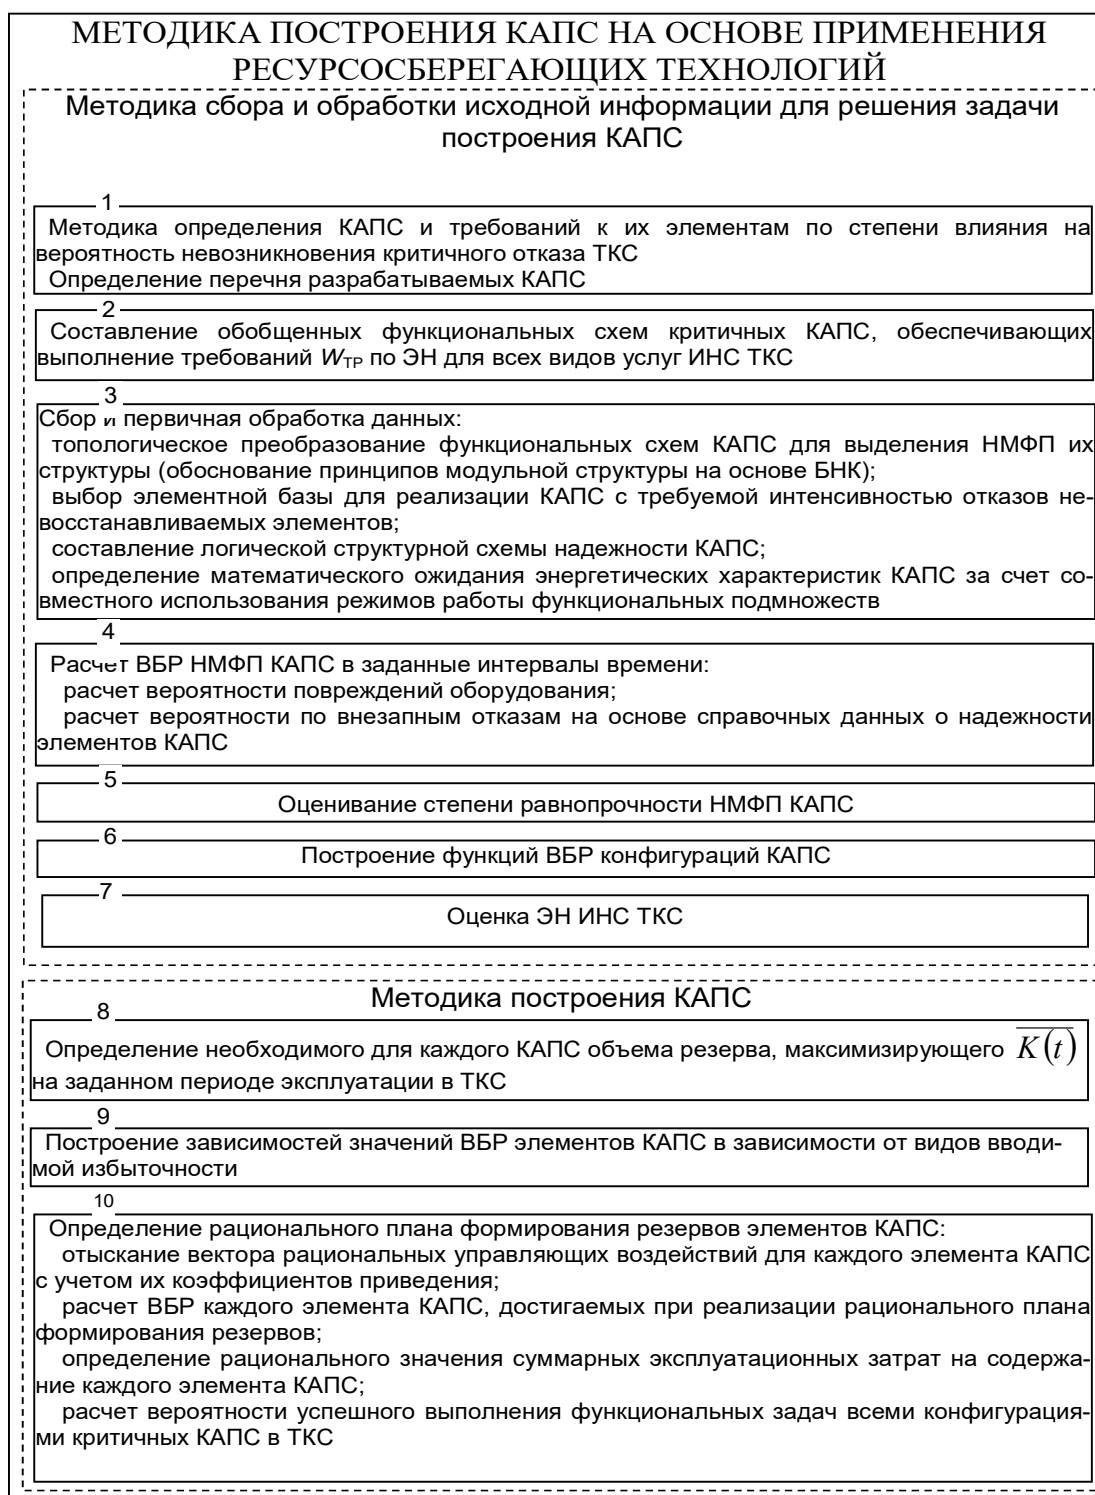 МЕТОДИКА ПОСТРОЕНИЯ КАПС НА ОСНОВЕ ПРИМЕНЕНИЯ
РЕСУРСОСБЕРЕГАЮЩИХ ТЕХНОЛОГИЙ
Методика сбора и обработки исходной информации для решения задачи
построения КАПС
1
Методика определения КАПС и требований к их элементам по степени влияния на
вероятность невозникновения критичного отказа ТКС
Определение перечня разрабатываемых КАПС
2
Составление обобщенных функциональных схем критичных КАПС, обеспечивающих
выполнение требований WТР по ЭН для всех видов услуг ИНС ТКС
3
Сбор и первичная обработка данных:
топологическое преобразование функциональных схем КАПС для выделения НМФП их
структуры (обоснование принципов модульной структуры на основе БНК);
выбор элементной базы для реализации КАПС с требуемой интенсивностью отказов не-
восстанавливаемых элементов;
составление логической структурной схемы надежности КАПС;
определение математического ожидания энергетических характеристик КАПС за счет со-
вместного использования режимов работы функциональных подмножеств
4
Расчет ВБР НМФП КАПС в заданные интервалы времени:
расчет вероятности повреждений оборудования;
расчет вероятности по внезапным отказам на основе справочных данных о надежности
элементов КАПС
5
Оценивание степени равнопрочности НМФП КАПС
6
Построение функций ВБР конфигураций КАПС
7
Оценка ЭН ИНС ТКС
Методика построения КАПС
8
Определение необходимого для каждого КАПС объема резерва, максимизирующего K(t)
на заданном периоде эксплуатации в ТКС
9
Построение зависимостей значений ВБР элементов КАПС в зависимости от видов вводи-
мой избыточности
10
Определение рационального плана формирования резервов элементов КАПС:
отыскание вектора рациональных управляющих воздействий для каждого элемента КАПС
с учетом их коэффициентов приведения;
расчет ВБР каждого элемента КАПС, достигаемых при реализации рационального плана
формирования резервов;
определение рационального значения суммарных эксплуатационных затрат на содержа-
ние каждого элемента КАПС;
расчет вероятности успешного выполнения функциональных задач всеми конфигурация-
ми критичных КАПС в ТКС